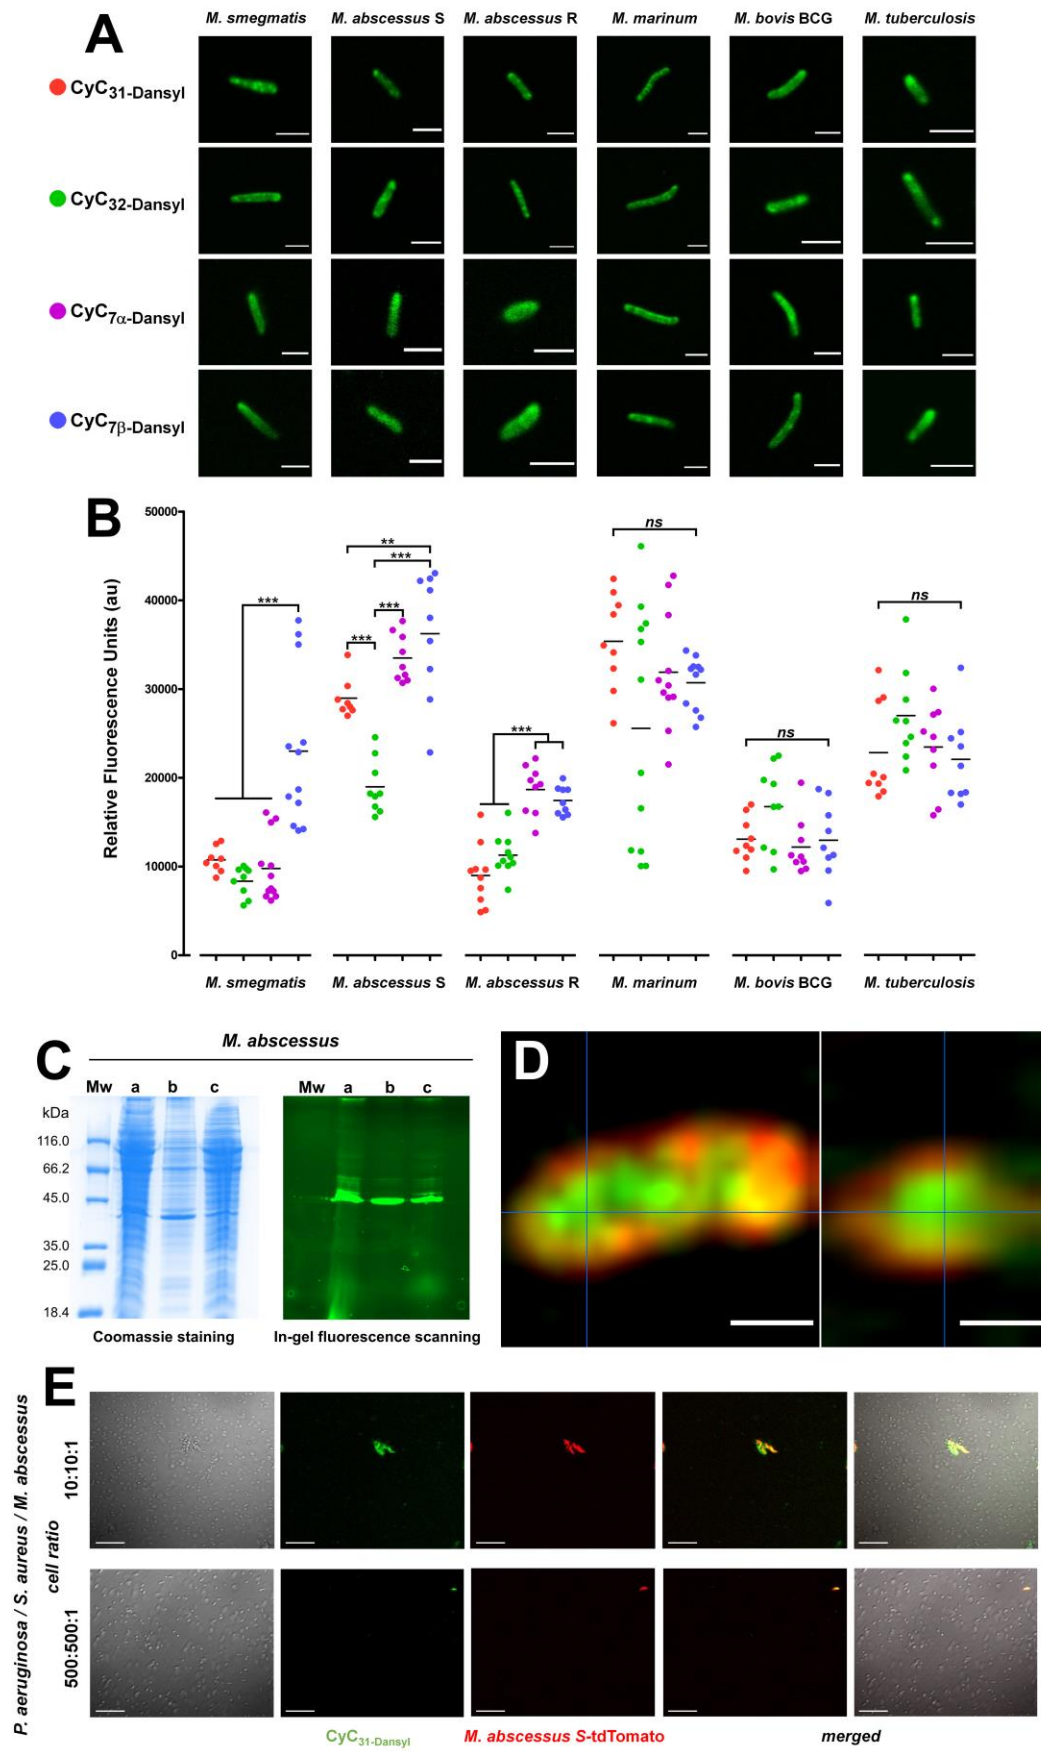 A
M. smegmatis M. abscessus S M. abscessus R M. marinum M. bovis BCG M. tuberculosis
CyC31-Dansyl
CyC32-Dansyl
CyC7α-Dansyl
CyC7β-Dansyl
B
Relative Fluorescence Units (au)
50000
40000
30000
20000
10000
0
***
**
***
***
***
***
ns
ns
ns
M. smegmatis M. abscessus S M. abscessus R M. marinum M. bovis BCG M. tuberculosis
C
M. abscessus
Mw a b c Mw a b c
kDa
116.0
66.2
45.0
35.0
25.0
18.4
Coomassie staining In-gel fluorescence scanning
D
E
P. aeruginosa / S. aureus / M. abscessus
cell ratio
10:10:1
500:500:1
CyC31-Dansyl M. abscessus S-tdTomato merged